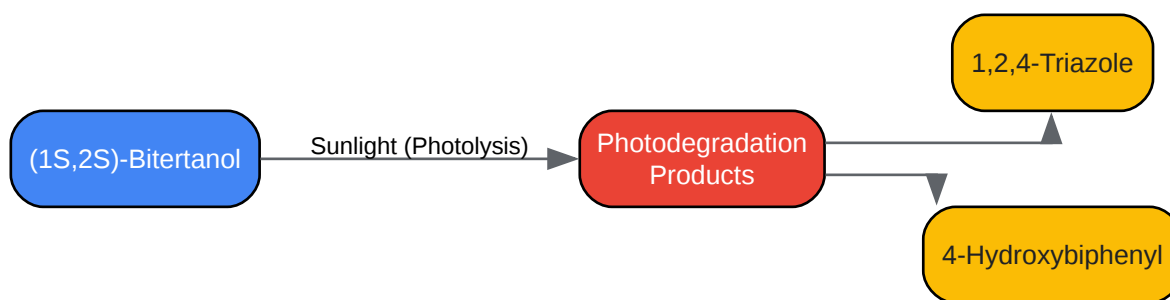 1,2,4-Triazole
(1S,2S)-Bitertanol
Sunlight (Photolysis)
Photodegradation
Products
4-Hydroxybiphenyl